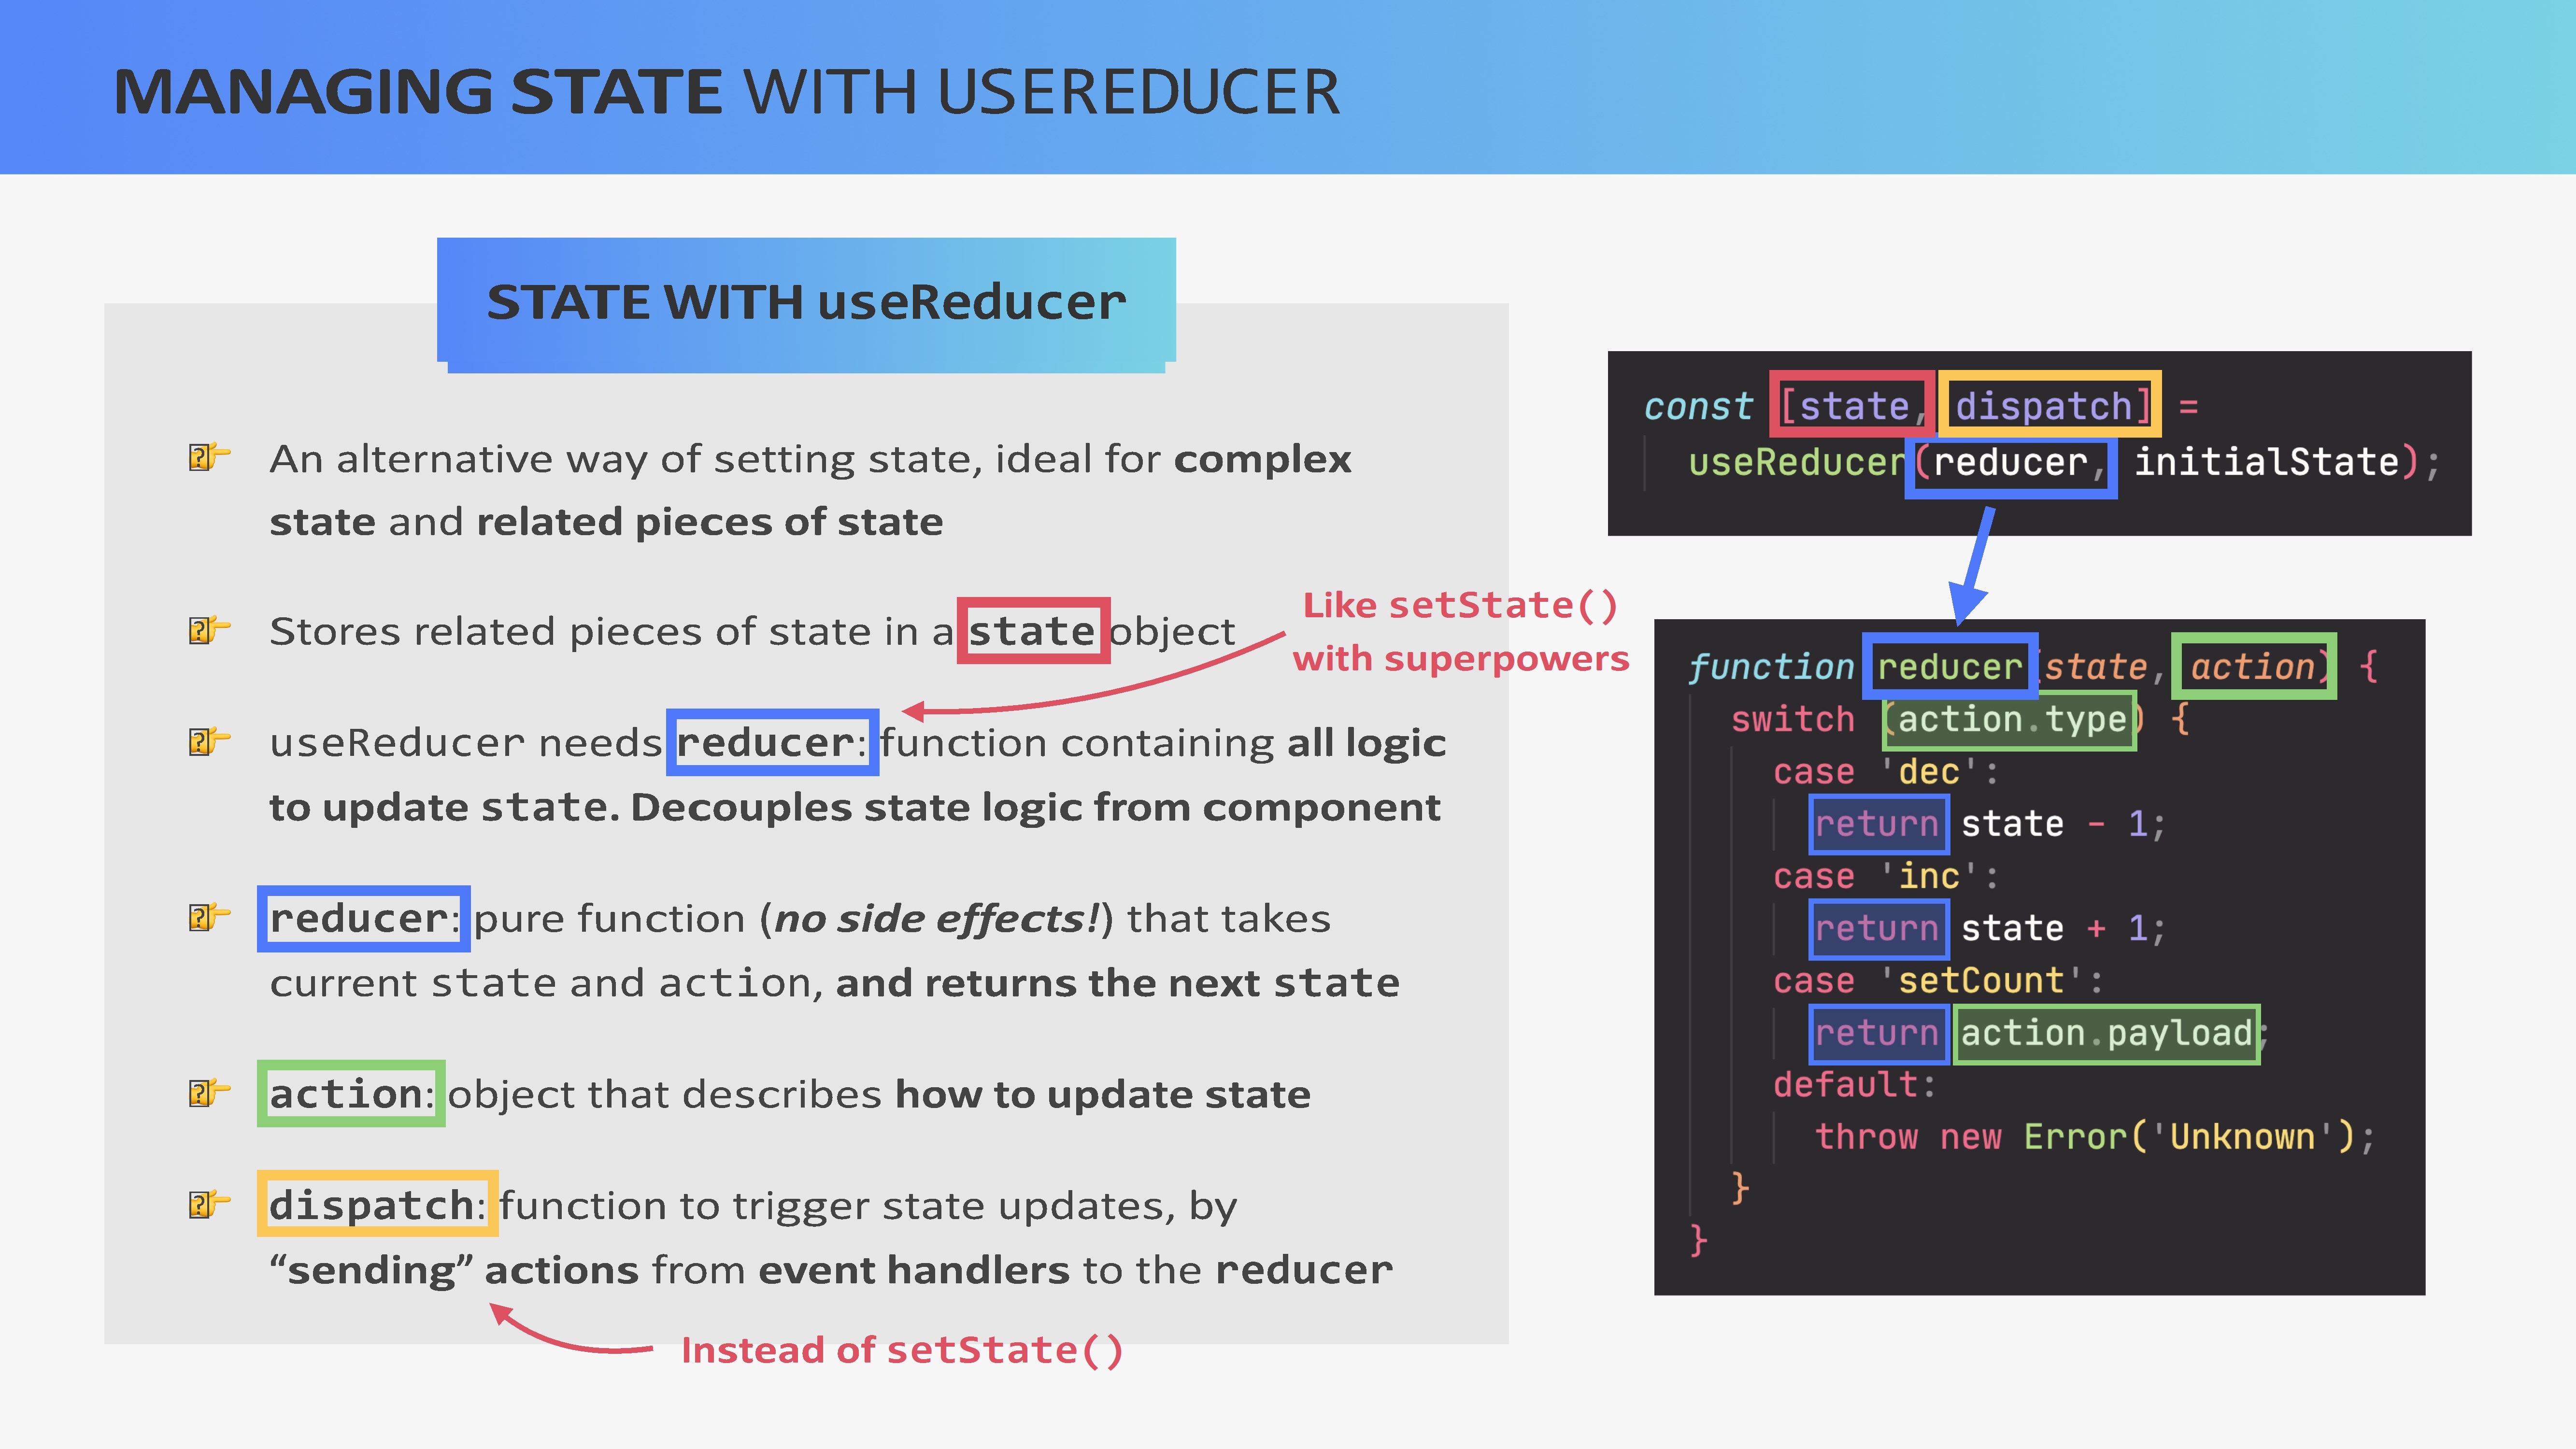 MANAGING STATE WITH USEREDUCER
STATE WITH useReducer
An alternative way of setting state, ideal for complex
state and related pieces of state
Stores related pieces of state in a state object
useReducer needs reducer: function containing all logic
to update state. Decouples state logic from component
reducer: pure function (no side effects!) that takes
current state and action, and returns the next state
action: object that describes how to update state
dispatch: function to trigger state updates, by
“sending” actions from event handlers to the reducer
Like setState()
with superpowers
Instead of setState()
const [state, dispatch] =
useReducer(reducer, initialState);
function reducer(state, action) {
switch (action.type) {
case 'dec':
return state - 1;
case 'inc':
return state + 1;
case 'setCount':
return action.payload;
default:
throw new Error('Unknown');
}
}